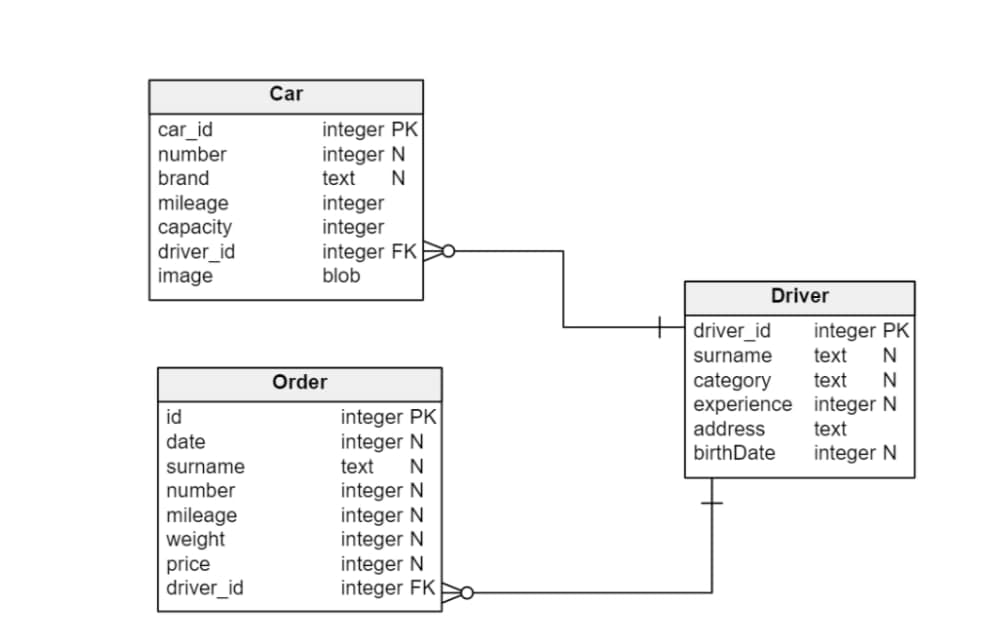 Car
car_id integer PK
number integer N
brand text N
mileage integer
capacity integer
driver_id integer FK
image blob
Driver
driver_id integer PK
surname text N
category text N
experience integer N
address text
birthDate integer N
Order
id integer PK
date integer N
surname text N
number integer N
mileage integer N
weight integer N
price integer N
driver_id integer FK